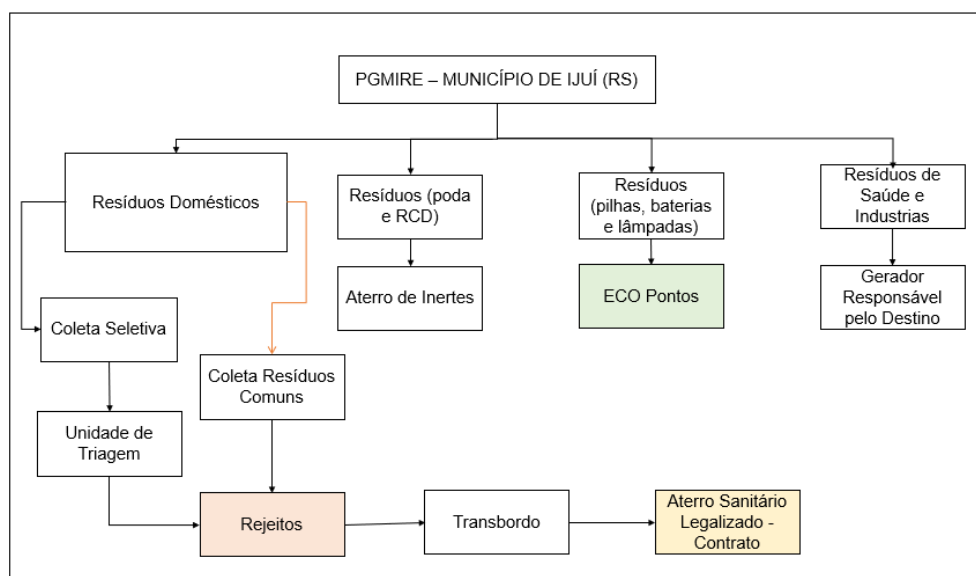 PGMIRE – MUNICÍPIO DE IJUÍ (RS)
Resíduos Domésticos
Resíduos (poda
e RCD)
Resíduos
(pilhas, baterias
e lâmpadas)
Resíduos de
Saúde e
Industrias
Aterro de Inertes
ECO Pontos
Gerador
Responsável
pelo Destino
Coleta Seletiva
Coleta Resíduos
Comuns
Unidade de
Triagem
Rejeitos
Transbordo
Aterro Sanitário
Legalizado -
Contrato